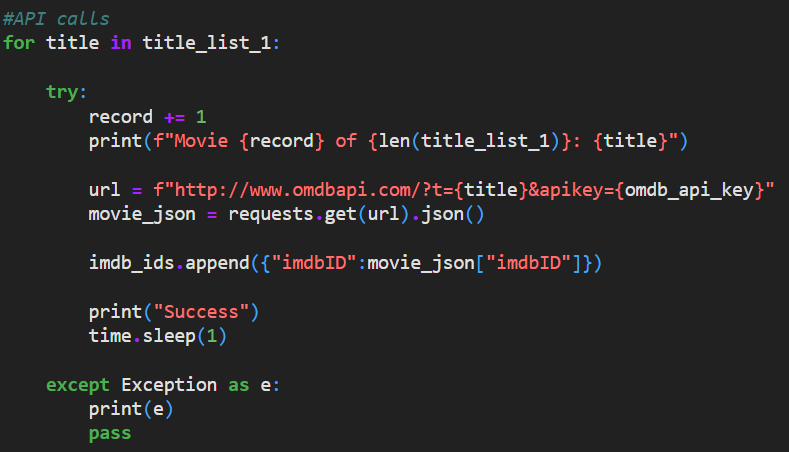 #API calls
for title in title_list_1:
try:
record += 1
print(f"Movie {record} of {len(title_list_1)}: {title}")
url = f"http://www.omdbapi.com/?t={title}&apikey={omdb_api_key}"
movie_json = requests.get(url).json()
imdb_ids.append({"imdbID":movie_json["imdbID"]})
print("Success")
time.sleep(1)
except Exception as e:
print(e)
pass